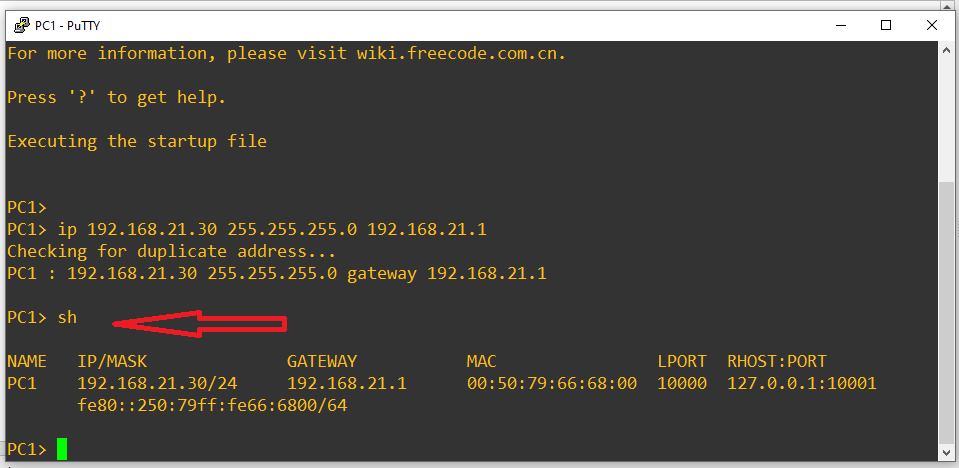 PC1 - PuTTY
For more information, please visit wiki.freecode.com.cn.
Press '?' to get help.
Executing the startup file
PC1>
PC1> ip 192.168.21.30 255.255.255.0 192.168.21.1
Checking for duplicate address...
PC1 : 192.168.21.30 255.255.255.0 gateway 192.168.21.1
PC1> sh
NAME IP/MASK GATEWAY MAC LPORT RHOST:PORT
PC1 192.168.21.30/24 192.168.21.1 00:50:79:66:68:00 10000 127.0.0.1:10001
fe80::250:79ff:fe66:6800/64
PC1>